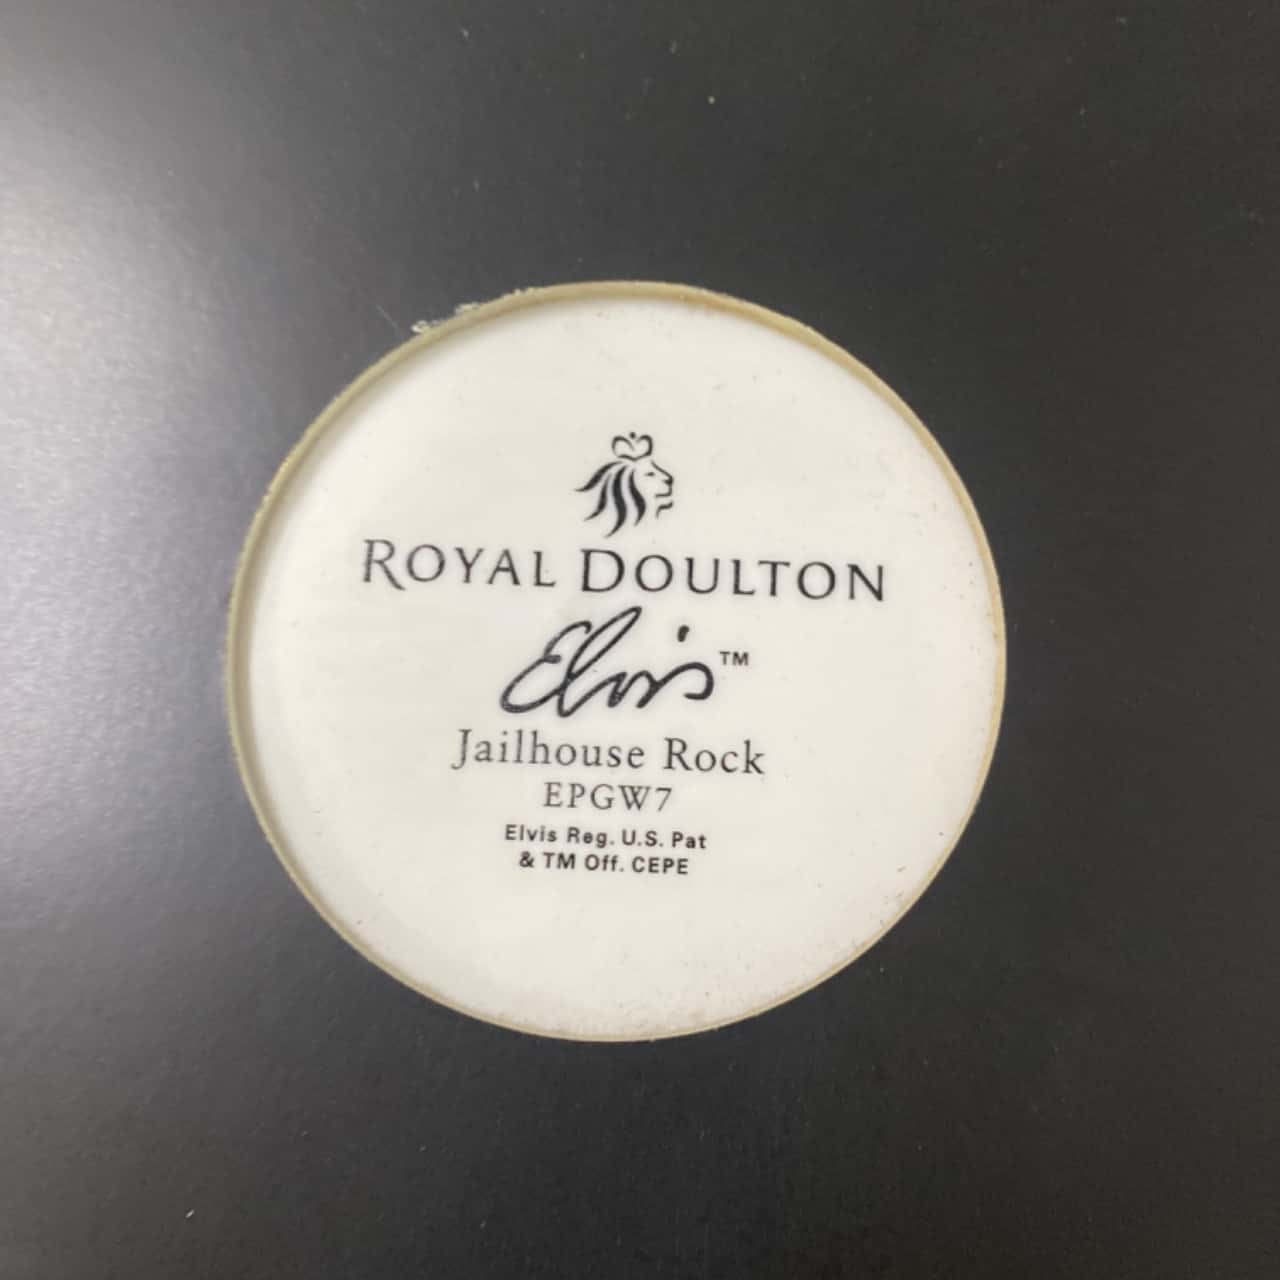 ROYAL DOULTON
Elvis™
Jailhouse Rock
EPGW7
Elvis Reg. U.S. Pat
& TM Off. CEPE